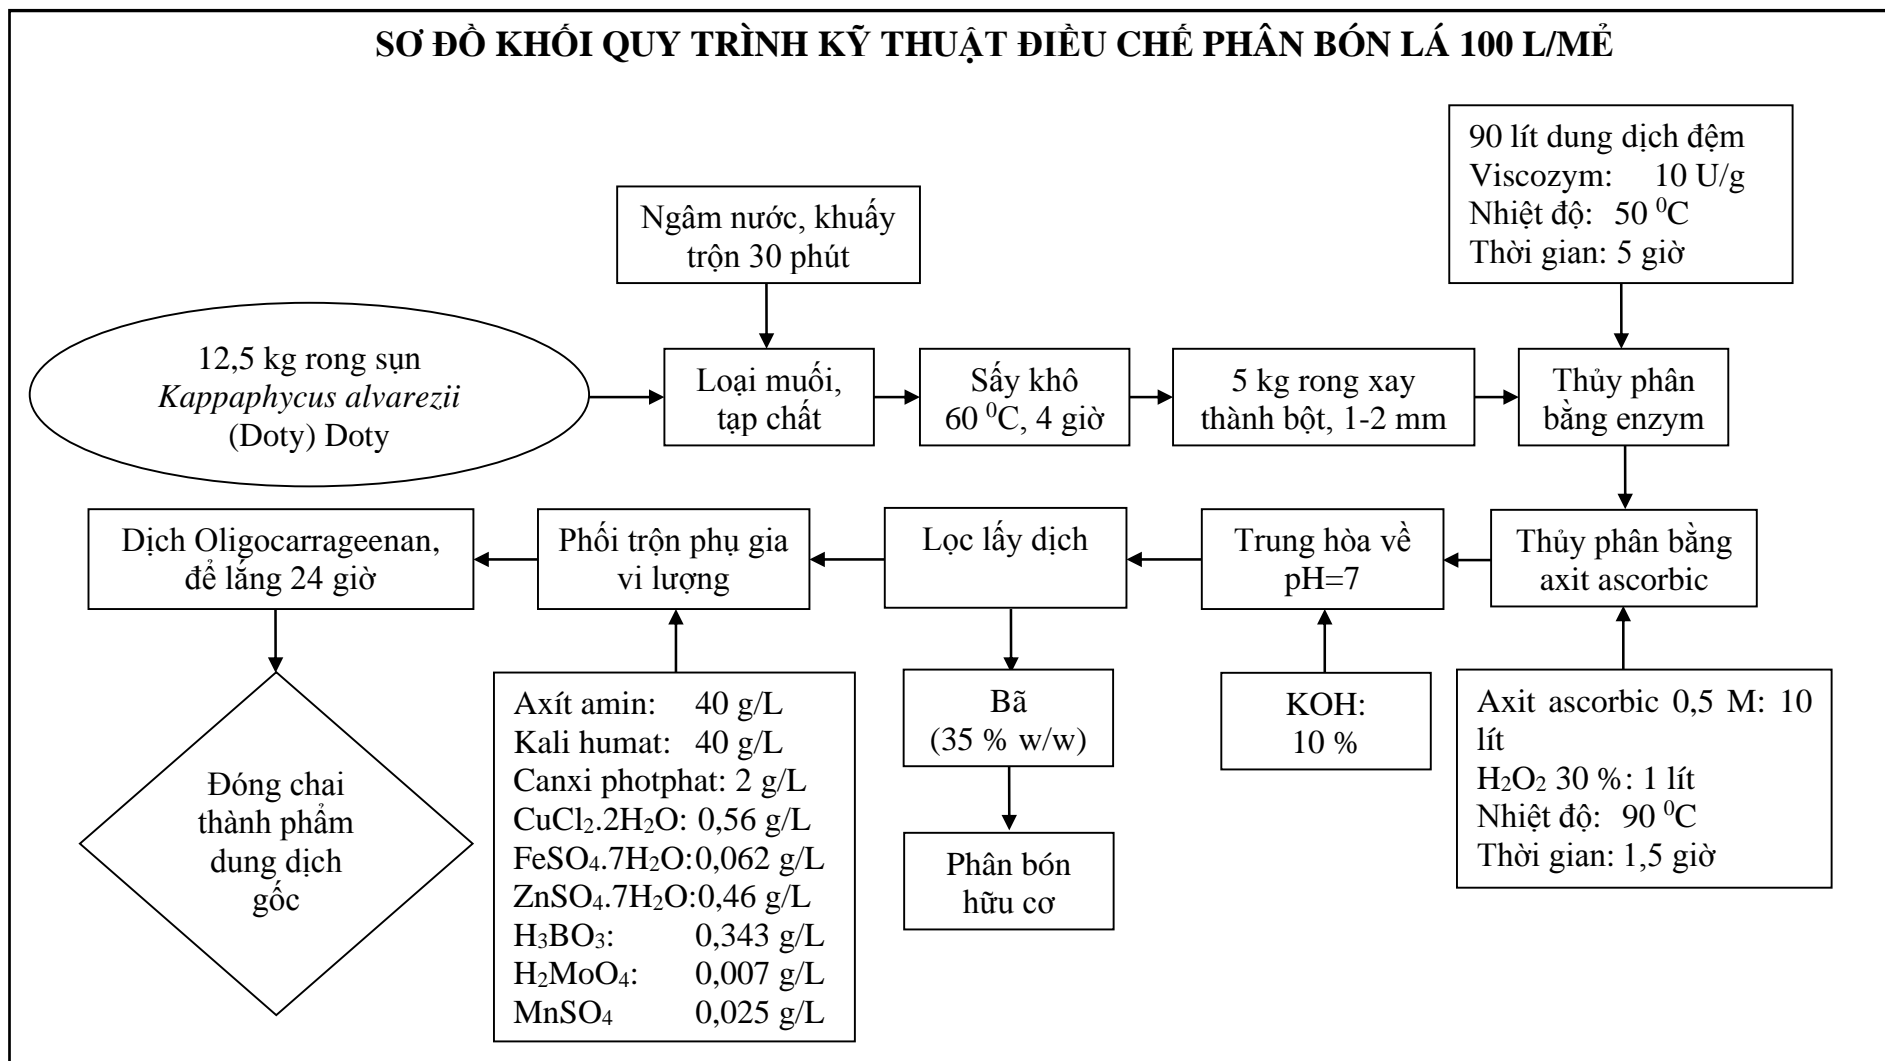 SƠ ĐỒ KHỐI QUY TRÌNH KỸ THUẬT ĐIỀU CHẾ PHÂN BÓN LÁ 100 L/MẺ
90 lít dung dịch đệm
Viscozym: 10 U/g
Nhiệt độ: 50 ⁰C
Thời gian: 5 giờ
Ngâm nước, khuấy
trộn 30 phút
12,5 kg rong sụn
Kappaphycus alvarezii
(Doty) Doty
Loại muối,
tạp chất
Sấy khô
60 ⁰C, 4 giờ
5 kg rong xay
thành bột, 1-2 mm
Thủy phân
bằng enzym
Dịch Oligocarrageenan,
để lắng 24 giờ
Phối trộn phụ gia
vi lượng
Lọc lấy dịch
Trung hòa về
pH=7
Thủy phân bằng
axit ascorbic
Đóng chai
thành phẩm
dung dịch
gốc
Axít amin: 40 g/L
Kali humat: 40 g/L
Canxi photphat: 2 g/L
CuCl₂.2H₂O: 0,56 g/L
FeSO₄.7H₂O:0,062 g/L
ZnSO₄.7H₂O:0,46 g/L
H₃BO₃: 0,343 g/L
H₂MoO₄: 0,007 g/L
MnSO₄ 0,025 g/L
Bã
(35 % w/w)
Phân bón
hữu cơ
KOH:
10 %
Axit ascorbic 0,5 M: 10
lít
H₂O₂ 30 %: 1 lít
Nhiệt độ: 90 ⁰C
Thời gian: 1,5 giờ